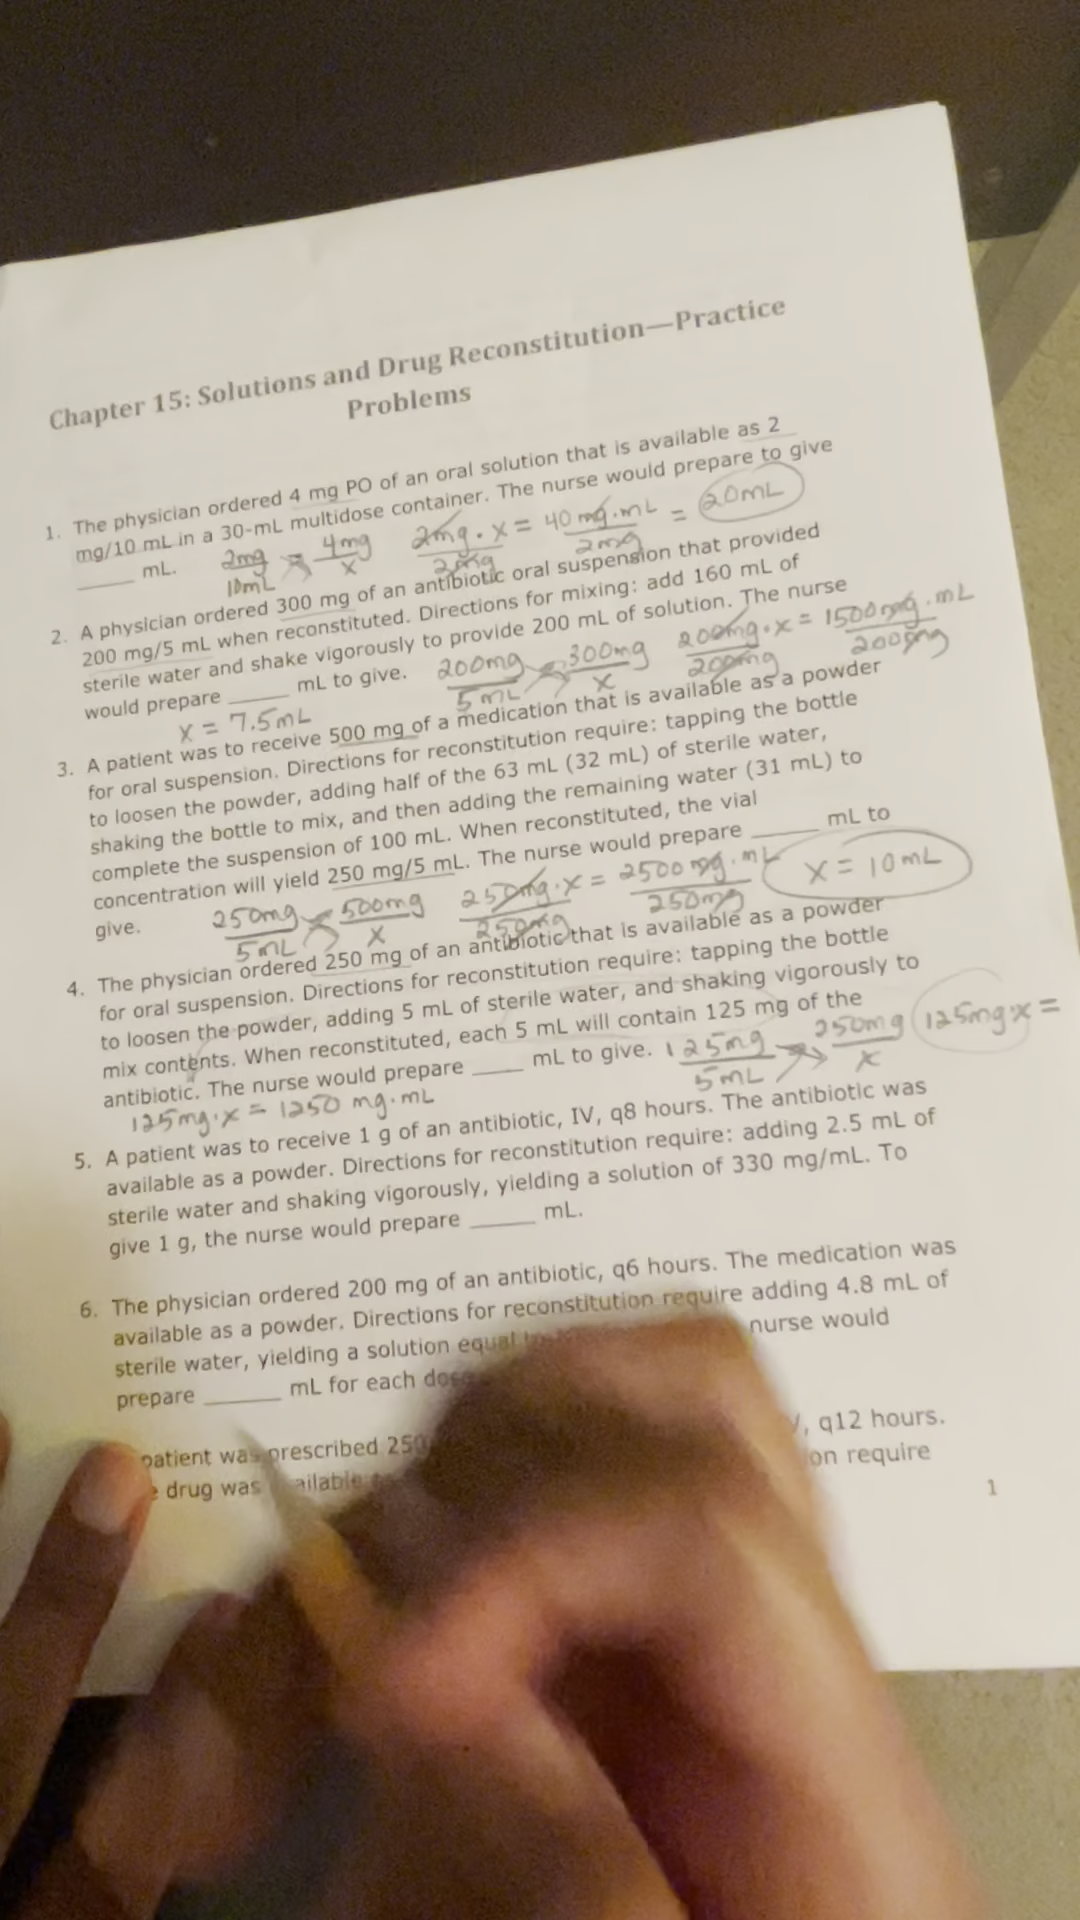 Chapter 15: Solutions and Drug Reconstitution—Practice
Problems
1. The physician ordered 4 mg PO of an oral solution that is available as 2
mg/10 mL in a 30-mL multidose container. The nurse would prepare to give
_____ mL.
2mg/10mL = 4mg/x
2mg·x/2mg = 40mg·mL/2mg = 20mL
2. A physician ordered 300 mg of an antibiotic oral suspension that provided
200 mg/5 mL when reconstituted. Directions for mixing: add 160 mL of
sterile water and shake vigorously to provide 200 mL of solution. The nurse
would prepare _____ mL to give.
200mg/5mL 300mg/x
200mg·x/200mg = 1500mg·mL/200mg
x = 7.5mL
3. A patient was to receive 500 mg of a medication that is available as a powder
for oral suspension. Directions for reconstitution require: tapping the bottle
to loosen the powder, adding half of the 63 mL (32 mL) of sterile water,
shaking the bottle to mix, and then adding the remaining water (31 mL) to
complete the suspension of 100 mL. When reconstituted, the vial
concentration will yield 250 mg/5 mL. The nurse would prepare _____ mL to
give.
250mg/5mL 500mg/x
250mg·x/250mg = 2500mg·mL/250mg
x = 10mL
4. The physician ordered 250 mg of an antibiotic that is available as a powder
for oral suspension. Directions for reconstitution require: tapping the bottle
to loosen the powder, adding 5 mL of sterile water, and shaking vigorously to
mix contents. When reconstituted, each 5 mL will contain 125 mg of the
antibiotic. The nurse would prepare ____ mL to give.
125mg/5mL 250mg/x
125mg·x =
125mg·x = 1250 mg·mL
5. A patient was to receive 1 g of an antibiotic, IV, q8 hours. The antibiotic was
available as a powder. Directions for reconstitution require: adding 2.5 mL of
sterile water and shaking vigorously, yielding a solution of 330 mg/mL. To
give 1 g, the nurse would prepare _____ mL.
6. The physician ordered 200 mg of an antibiotic, q6 hours. The medication was
available as a powder. Directions for reconstitution require adding 4.8 mL of
sterile water, yielding a solution equal nurse would
prepare ______ mL for each
patient was prescribed 250 , q12 hours.
drug was on require
1